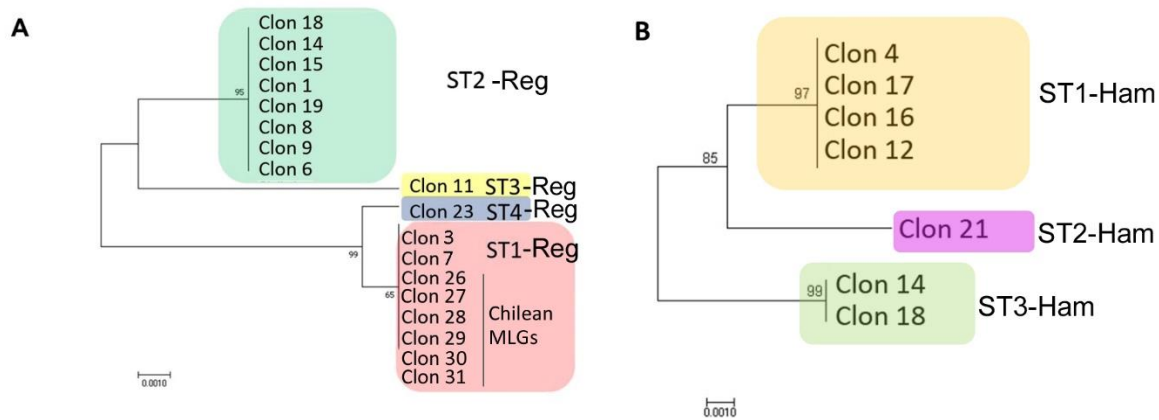 A
Clon 18
Clon 14
Clon 15
Clon 1
Clon 19
Clon 8
Clon 9
Clon 6
95
ST2 -Reg
Clon 11 ST3-Reg
Clon 23 ST4-Reg
99
65
Clon 3
Clon 7
Clon 26
Clon 27
Clon 28
Clon 29
Clon 30
Clon 31
ST1-Reg
Chilean
MLGs
0.0010
B
85
97
Clon 4
Clon 17
Clon 16
Clon 12
ST1-Ham
Clon 21
ST2-Ham
99
Clon 14
Clon 18
ST3-Ham
0.0010